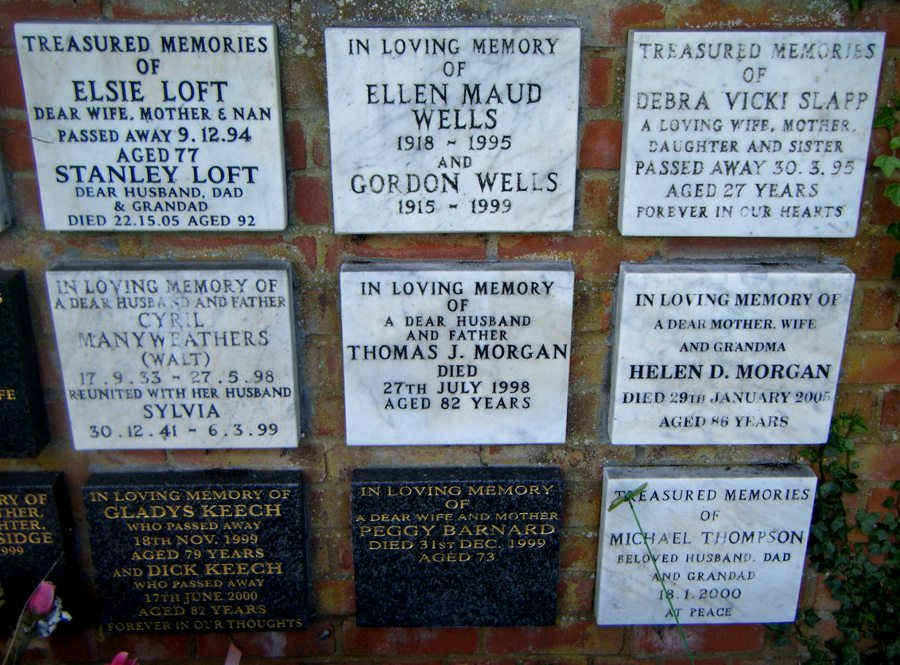 TREASURED MEMORIES
OF
ELSIE LOFT
DEAR WIFE, MOTHER & NAN
PASSED AWAY 9.12.94
AGED 77
STANLEY LOFT
DEAR HUSBAND, DAD
& GRANDAD
DIED 22.15.05 AGED 92
IN LOVING MEMORY
OF
ELLEN MAUD
WELLS
1918 - 1995
AND
GORDON WELLS
1915 - 1999
TREASURED MEMORIES
OF
DEBRA VICKI SLAPP
A LOVING WIFE, MOTHER,
DAUGHTER AND SISTER
PASSED AWAY 30.3.95
AGED 27 YEARS
FOREVER IN OUR HEARTS
IN LOVING MEMORY OF
A DEAR HUSBAND AND FATHER
CYRIL
MANYWEATHERS
(WALT)
17.9.33 - 27.5.98
REUNITED WITH HER HUSBAND
SYLVIA
30.12.41 - 6.3.99
IN LOVING MEMORY
OF
A DEAR HUSBAND
AND FATHER
THOMAS J. MORGAN
DIED
27TH JULY 1998
AGED 82 YEARS
IN LOVING MEMORY OF
A DEAR MOTHER, WIFE
AND GRANDMA
HELEN D. MORGAN
DIED 29TH JANUARY 2005
AGED 86 YEARS
FE
RY OF
THER,
HTER,
SIDGE
1999
IN LOVING MEMORY OF
GLADYS KEECH
WHO PASSED AWAY
18TH NOV. 1999
AGED 79 YEARS
AND DICK KEECH
WHO PASSED AWAY
17TH JUNE 2000
AGED 82 YEARS
FOREVER IN OUR THOUGHTS
IN LOVING MEMORY
OF
A DEAR WIFE AND MOTHER
PEGGY BARNARD
DIED 31ST DEC. 1999
AGED 73
TREASURED MEMORIES
OF
MICHAEL THOMPSON
BELOVED HUSBAND, DAD
AND GRANDAD
18.1.2000
AT PEACE